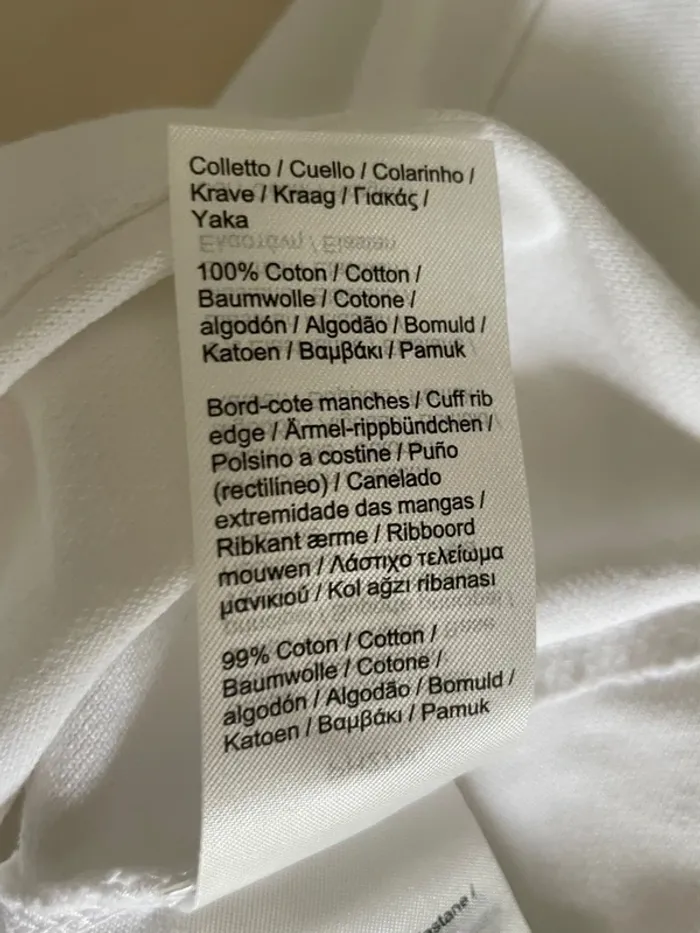 Colletto / Cuello / Colarinho /
Krave / Kraag / Γιακάς /
Yaka
100% Coton / Cotton /
Baumwolle / Cotone /
algodón / Algodão / Bomuld /
Katoen / Βαμβάκι / Pamuk
Bord-cote manches / Cuff rib
edge / Ärmel-rippbündchen /
Polsino a costine / Puño
(rectilíneo) / Canelado
extremidade das mangas /
Ribkant ærme / Ribboord
mouwen / Λάστιχο τελείωμα
μανικιού / Kol ağzı ribanası
99% Coton / Cotton /
Baumwolle / Cotone /
algodón / Algodão / Bomuld /
Katoen / Βαμβάκι / Pamuk